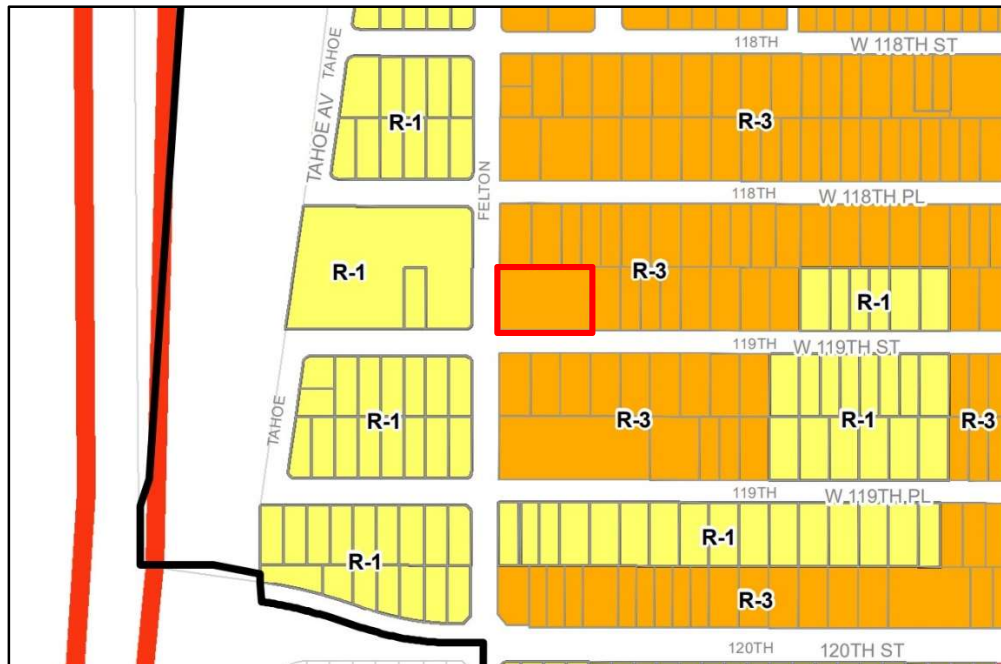 TAHOE
118TH
W 118TH ST
TAHOE AV
R-1
R-3
FELTON
118TH
W 118TH PL
R-1
R-3
R-1
119TH
W 119TH ST
TAHOE
R-1
R-3
R-1
R-3
119TH
W 119TH PL
R-1
R-1
R-3
120TH
120TH ST